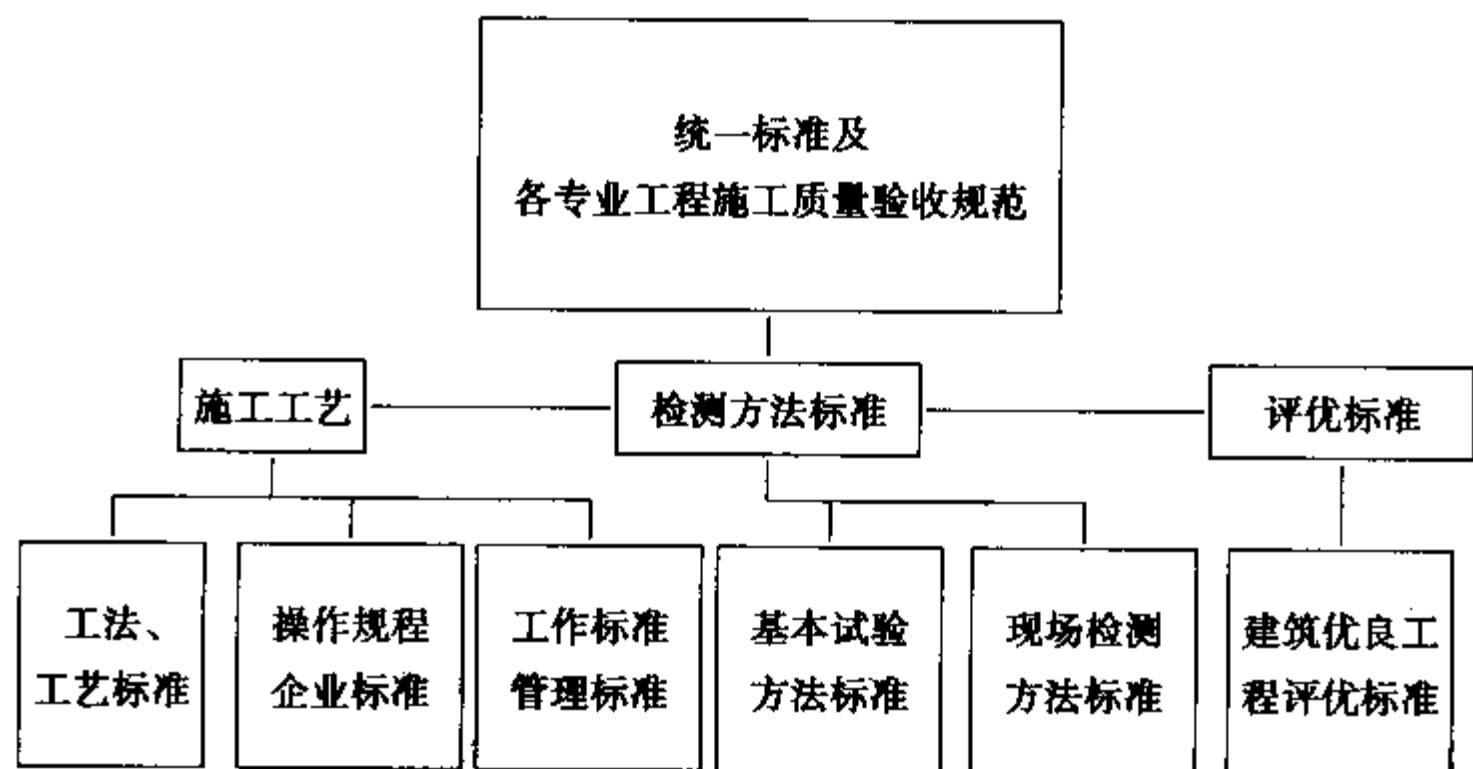 统一标准及
各专业工程施工质量验收规范
施工工艺
检测方法标准
评优标准
工法、
工艺标准
操作规程
企业标准
工作标准
管理标准
基本试验
方法标准
现场检测
方法标准
建筑优良工
程评优标准